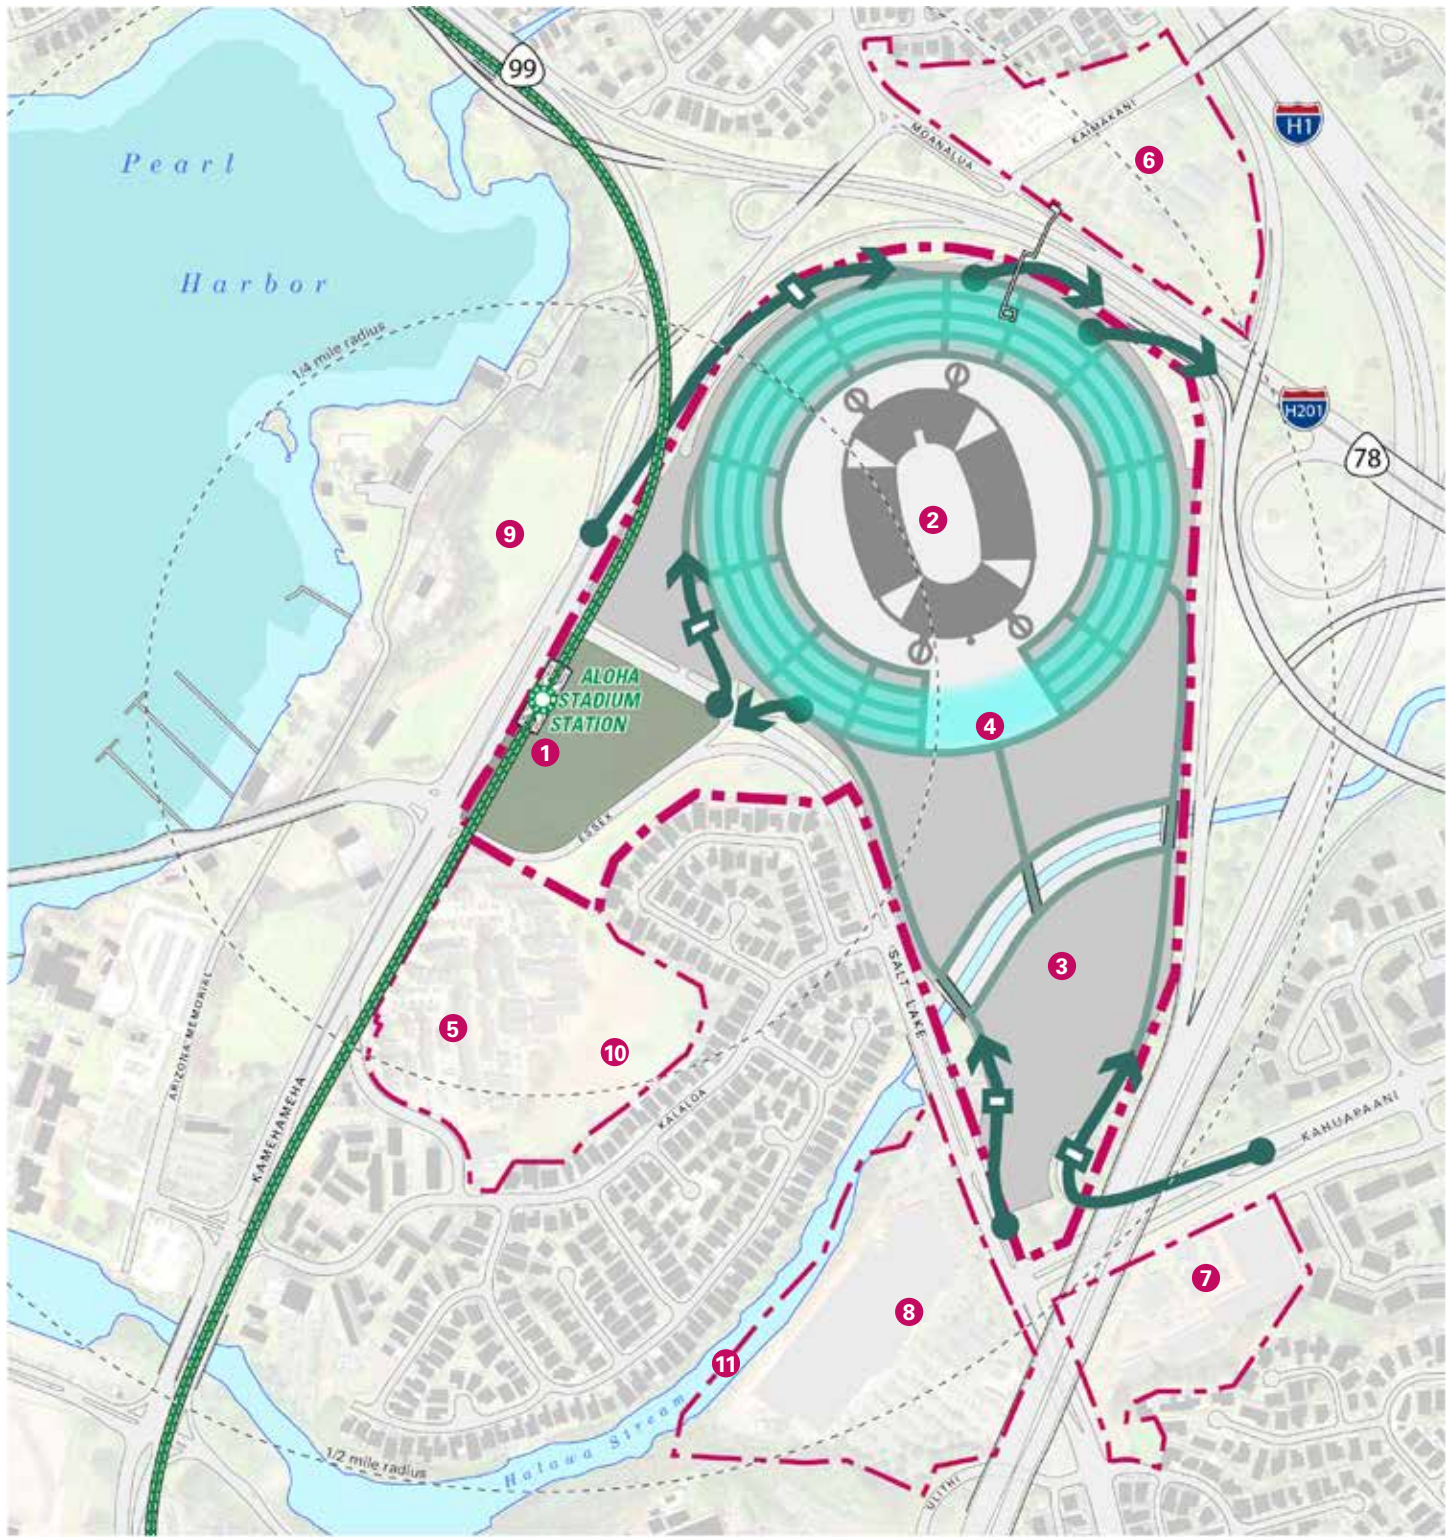 99
H1
MOANALUA
KAIMAKANI
6
Pearl
Harbor
1/4 mile radius
H201
78
2
9
ALOHA
STADIUM
STATION
1
4
ESSEX
3
SALT LAKE
ARIZONA MEMORIAL
5
10
KAMEHAMEHA
KALALOA
KAHUAPAANI
7
8
11
Halawa Stream
1/2 mile radius
ULITHI